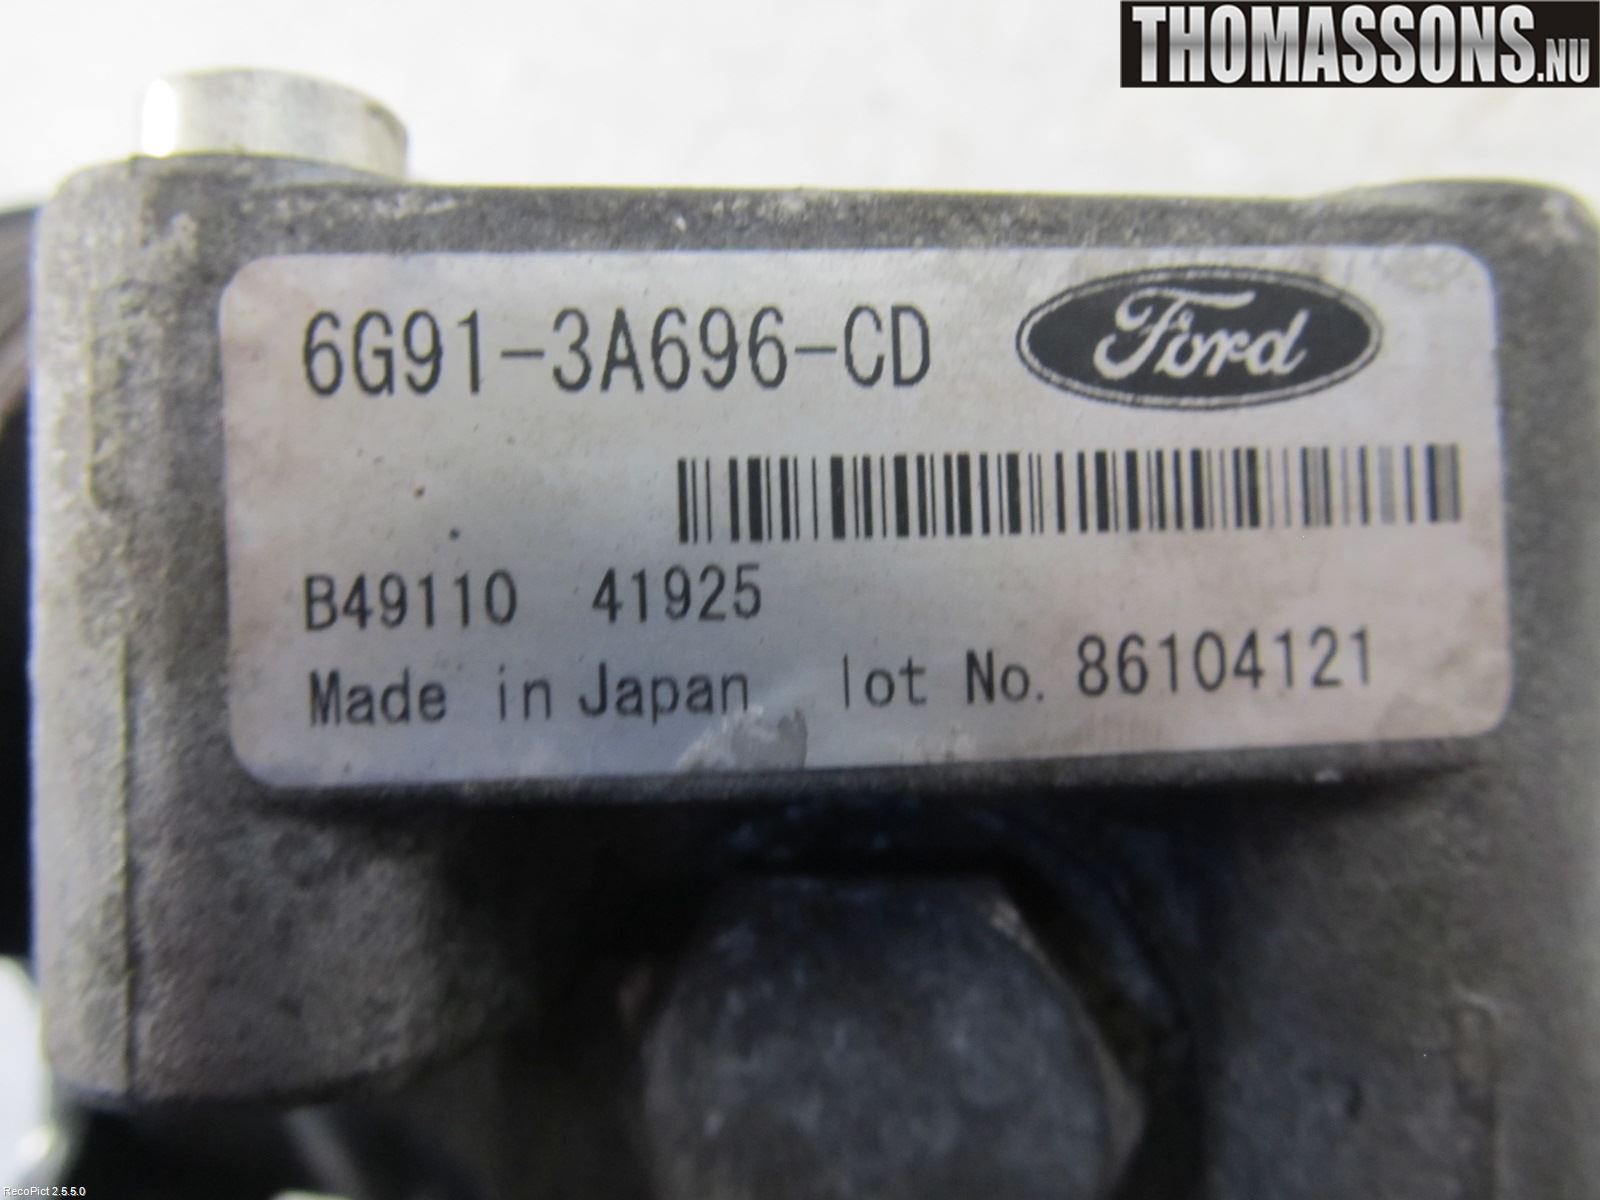 THOMASSONS.NU
6G91-3A696-CD Ford
B49110 41925
Made in Japan lot No. 86104121
RecoPict 2.5.5.0